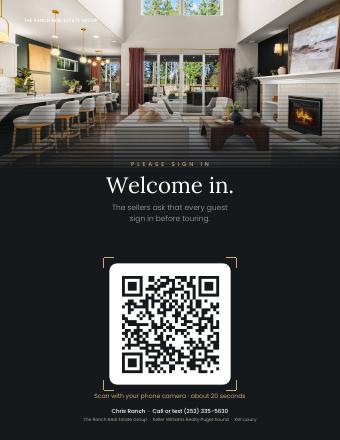 THE RANCH REAL ESTATE GROUP
PLEASE SIGN IN
Welcome in.
The sellers ask that every guest
sign in before touring.
Scan with your phone camera · about 20 seconds
Chris Ranch · Call or text (253) 335-5630
The Ranch Real Estate Group · Keller Williams Realty Puget Sound · KW Luxury